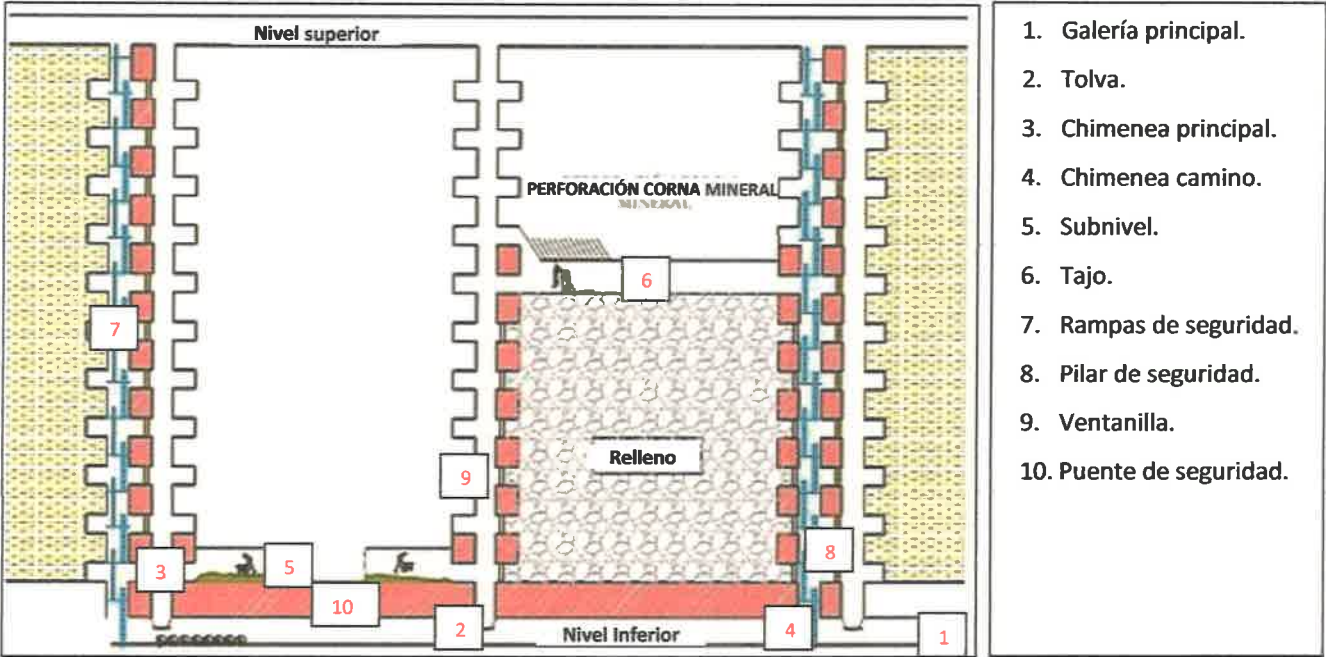 Nivel superior
PERFORACIÓN CORNA MINERAL
MINERAL
6
7
Relleno
9
8
3
5
10
2
Nivel Inferior
4
1
1. Galería principal.
2. Tolva.
3. Chimenea principal.
4. Chimenea camino.
5. Subnivel.
6. Tajo.
7. Rampas de seguridad.
8. Pilar de seguridad.
9. Ventanilla.
10. Puente de seguridad.